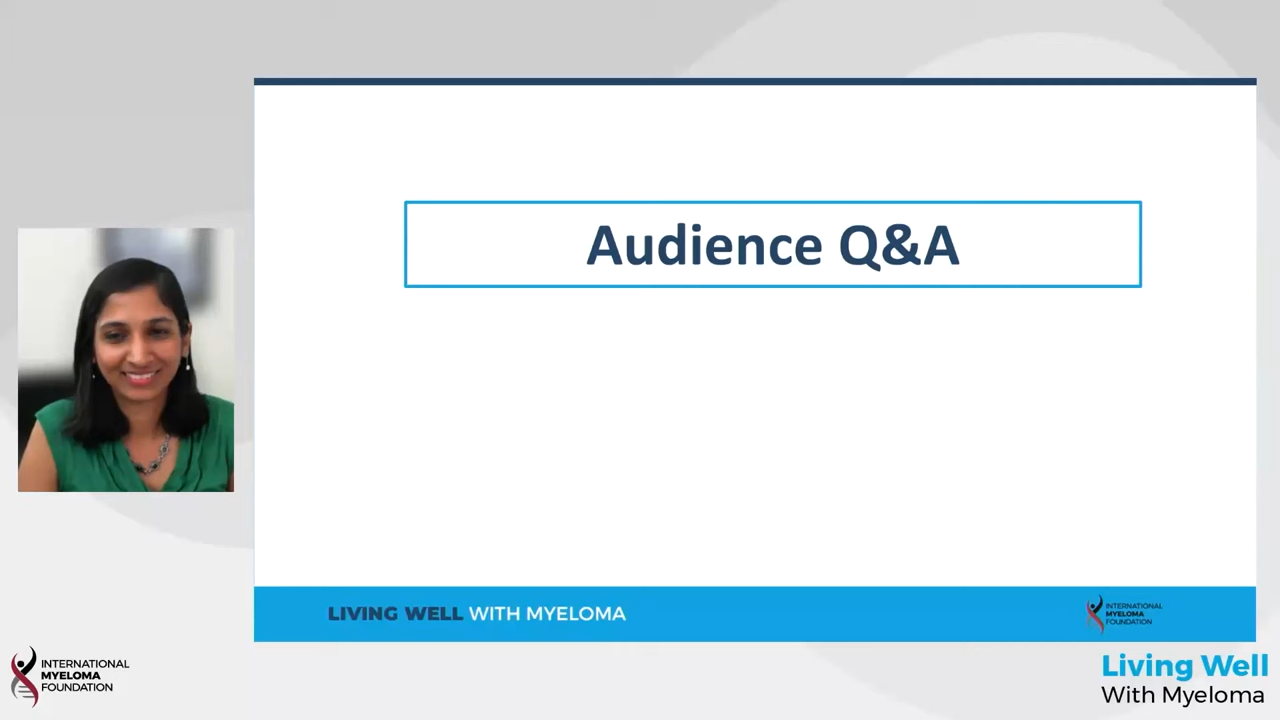 Audience Q&A
LIVING WELL WITH MYELOMA
INTERNATIONAL
MYELOMA
FOUNDATION
INTERNATIONAL
MYELOMA
FOUNDATION
Living Well
With Myeloma